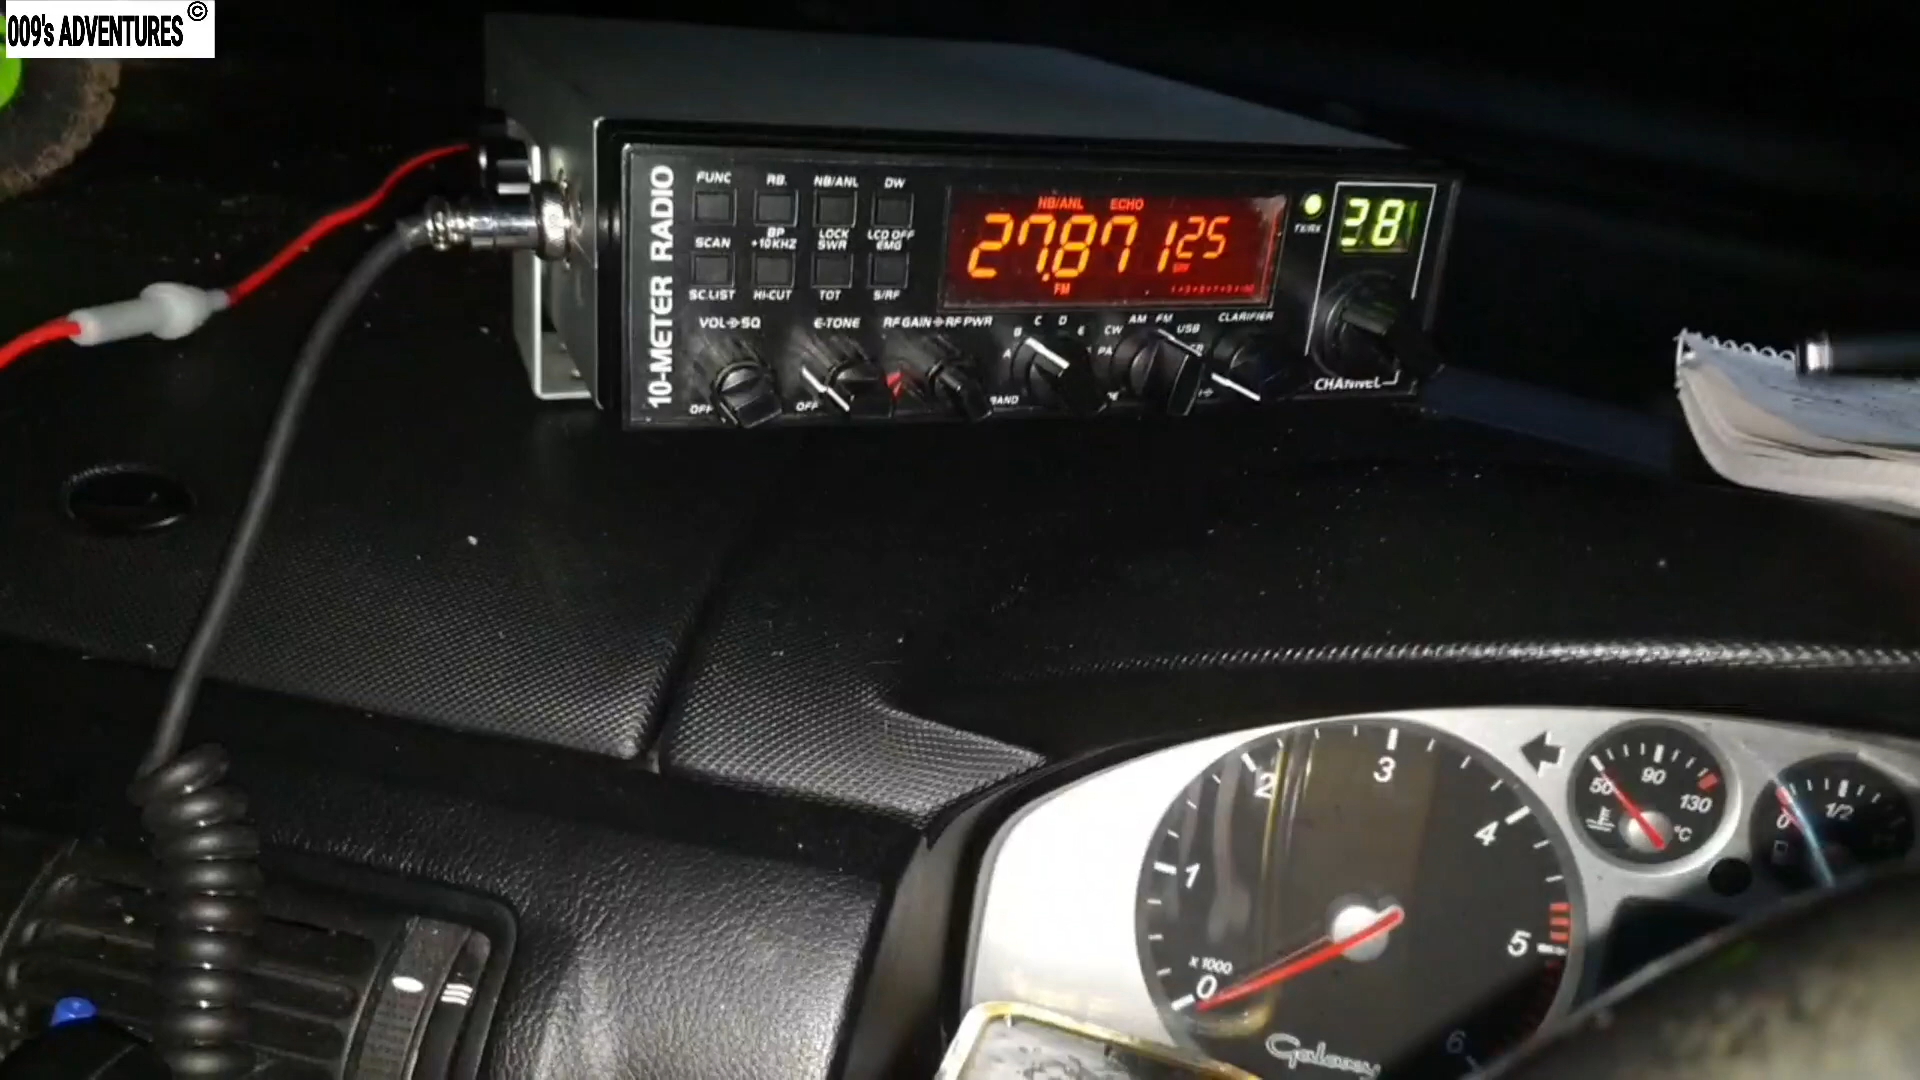 009's ADVENTURES ©
10-METER RADIO
FUNC RB. NB/ANL DW
SCAN BP +10KHZ LOCK SWR LCD OFF EMG
SC.LIST HI-CUT TOT S/RF
VOL SQ E-TONE RF GAIN RF PWR
OFF OFF
NB/ANL ECHO
27.87125
FM
TX/RX
38
A B C D E
BAND
PA CW AM FM USB
CLARIFIER
CHANNEL
0 1 2 3 4 5 6
x 1000
Galaxy
50 90 130
°C
0 1/2